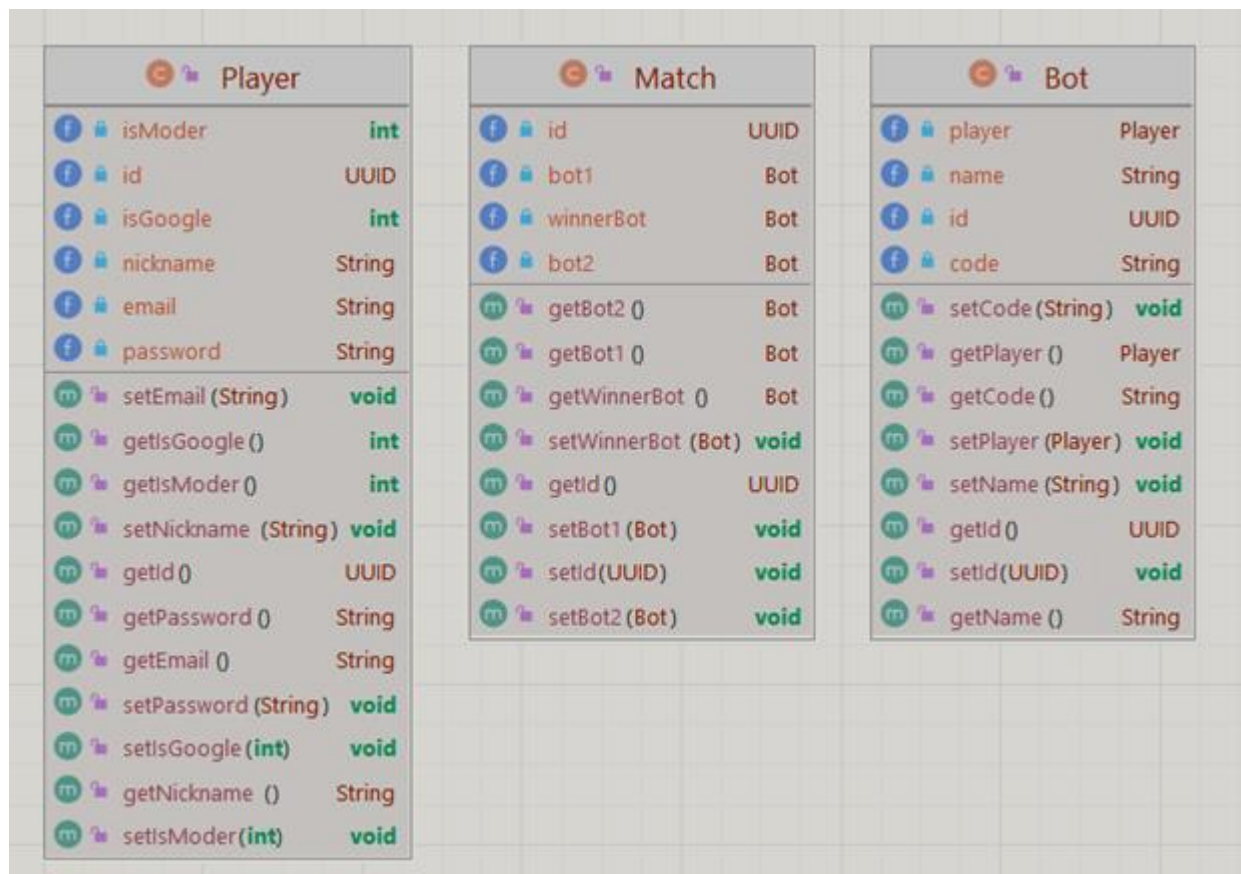 Player
isModer int
id UUID
isGoogle int
nickname String
email String
password String
setEmail (String) void
getIsGoogle () int
getIsModer () int
setNickname (String) void
getId () UUID
getPassword () String
getEmail () String
setPassword (String) void
setIsGoogle (int) void
getNickname () String
setIsModer (int) void
Match
id UUID
bot1 Bot
winnerBot Bot
bot2 Bot
getBot2 () Bot
getBot1 () Bot
getWinnerBot () Bot
setWinnerBot (Bot) void
getId () UUID
setBot1 (Bot) void
setId (UUID) void
setBot2 (Bot) void
Bot
player Player
name String
id UUID
code String
setCode (String) void
getPlayer () Player
getCode () String
setPlayer (Player) void
setName (String) void
getId () UUID
setId (UUID) void
getName () String